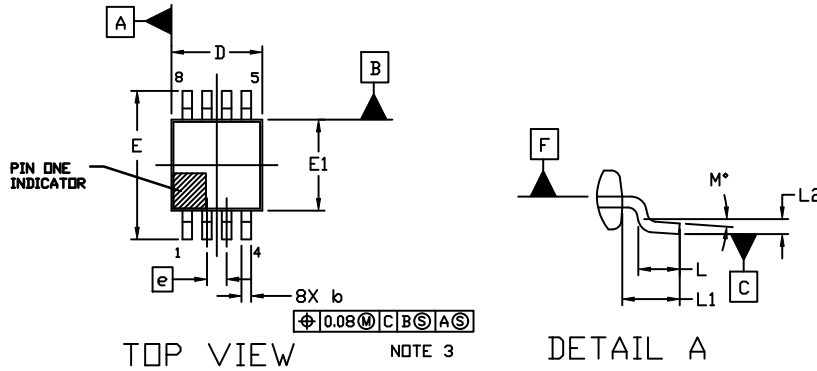 A
D
8 5
B
E
E1
PIN ONE
INDICATOR
1 4
e
8X b
⌖ 0.08 Ⓜ C B Ⓢ A Ⓢ
TOP VIEW
NOTE 3
F
M°
L2
L
L1
C
DETAIL A